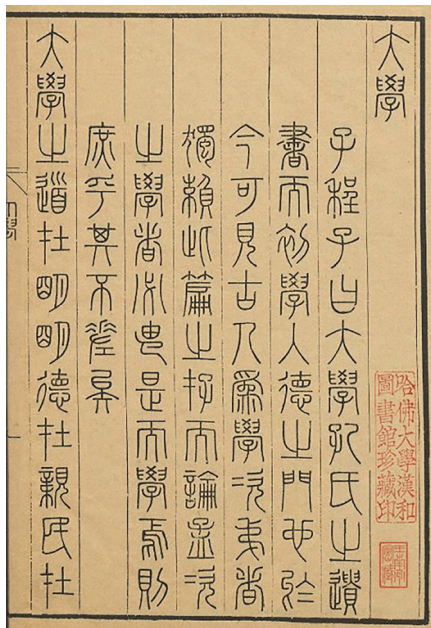 大學
子程子曰大學孔氏之遺
書而初學入德之門也於
今可見古人爲學次弟者
獨賴此篇之存而論孟次
之學者必由是而學焉則
庶乎其不差矣
大學之道在明明德在親民在
哈佛大學漢和
圖書館珍藏印